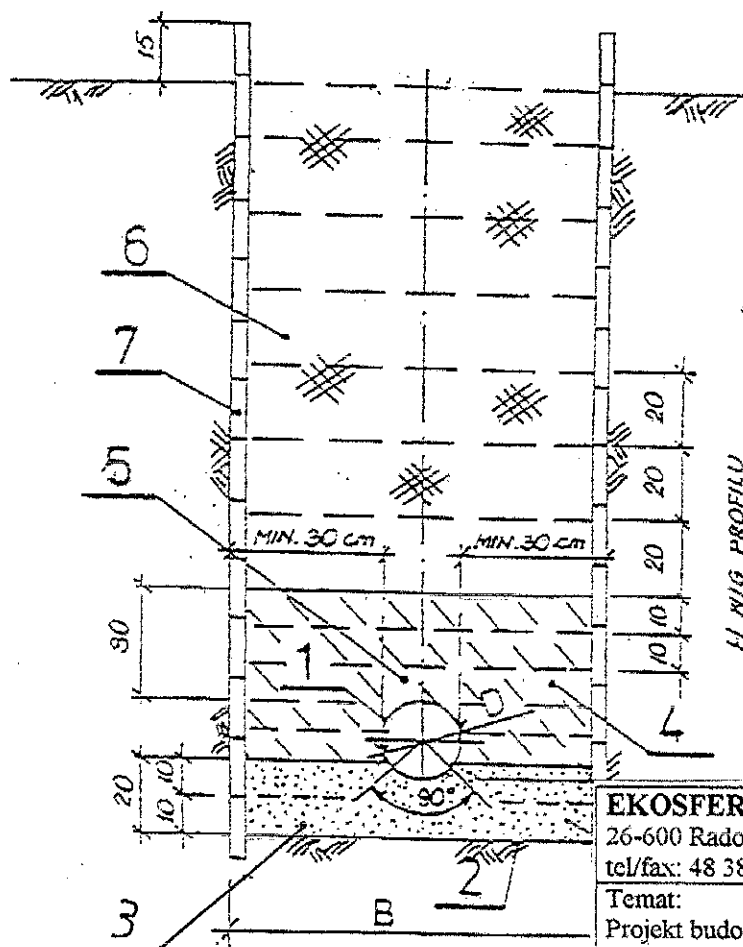 15
6
7
5
20
20
20
MIN. 30 cm
MIN. 30 cm
H W/G PROFILU
30
10
10
1
D
4
20
10
10
90°
3
2
B
EKOSFER
26-600 Rado
tel/fax: 48 38
Temat:
Projekt budo